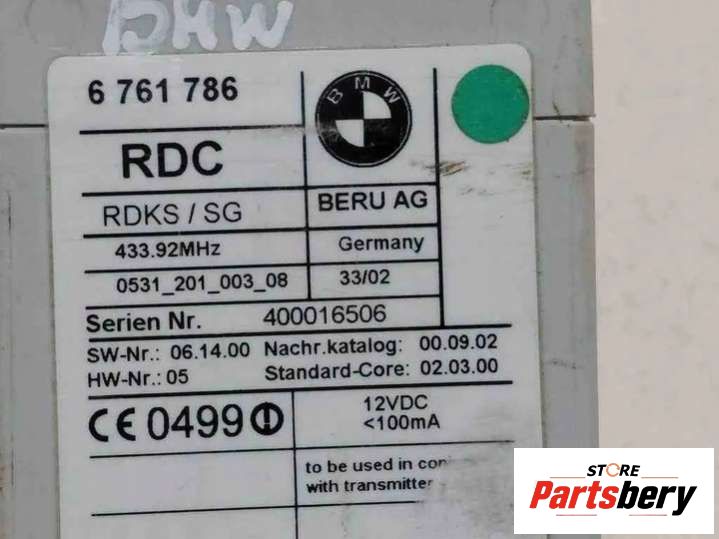 BMW
6 761 786
BMW
RDC
RDKS / SG
BERU AG
433.92MHz
Germany
0531_201_003_08
33/02
Serien Nr. 400016506
SW-Nr.: 06.14.00 Nachr.katalog: 00.09.02
HW-Nr.: 05 Standard-Core: 02.03.00
CE 0499
12VDC
<100mA
to be used in
with transmitter
STORE
Partsbery